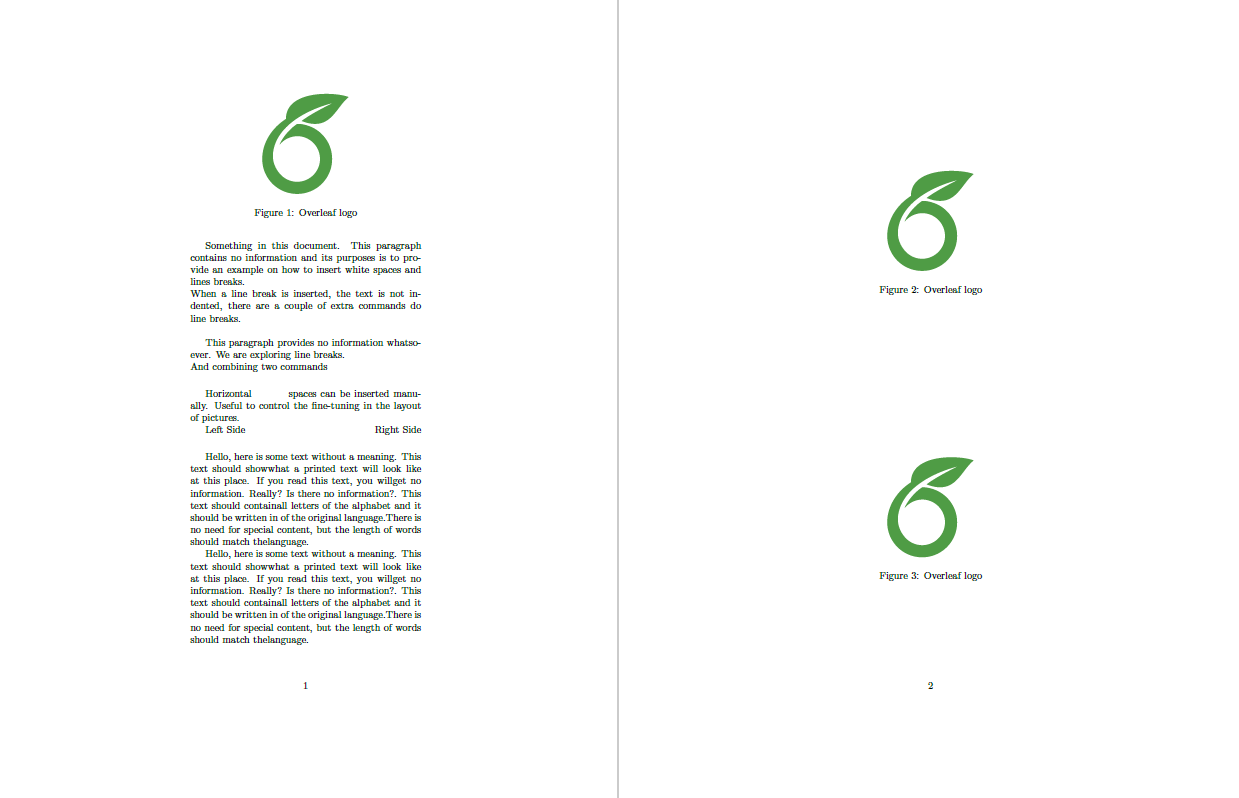 Figure 1: Overleaf logo
Something in this document. This paragraph
contains no information and its purposes is to pro-
vide an example on how to insert white spaces and
lines breaks.
When a line break is inserted, the text is not in-
dented, there are a couple of extra commands do
line breaks.
This paragraph provides no information whatso-
ever. We are exploring line breaks.
And combining two commands
Horizontal spaces can be inserted manu-
ally. Useful to control the fine-tuning in the layout
of pictures.
Left Side Right Side
Hello, here is some text without a meaning. This
text should showwhat a printed text will look like
at this place. If you read this text, you willget no
information. Really? Is there no information?. This
text should containall letters of the alphabet and it
should be written in of the original language.There is
no need for special content, but the length of words
should match thelanguage.
Hello, here is some text without a meaning. This
text should showwhat a printed text will look like
at this place. If you read this text, you willget no
information. Really? Is there no information?. This
text should containall letters of the alphabet and it
should be written in of the original language.There is
no need for special content, but the length of words
should match thelanguage.
1
Figure 2: Overleaf logo
Figure 3: Overleaf logo
2